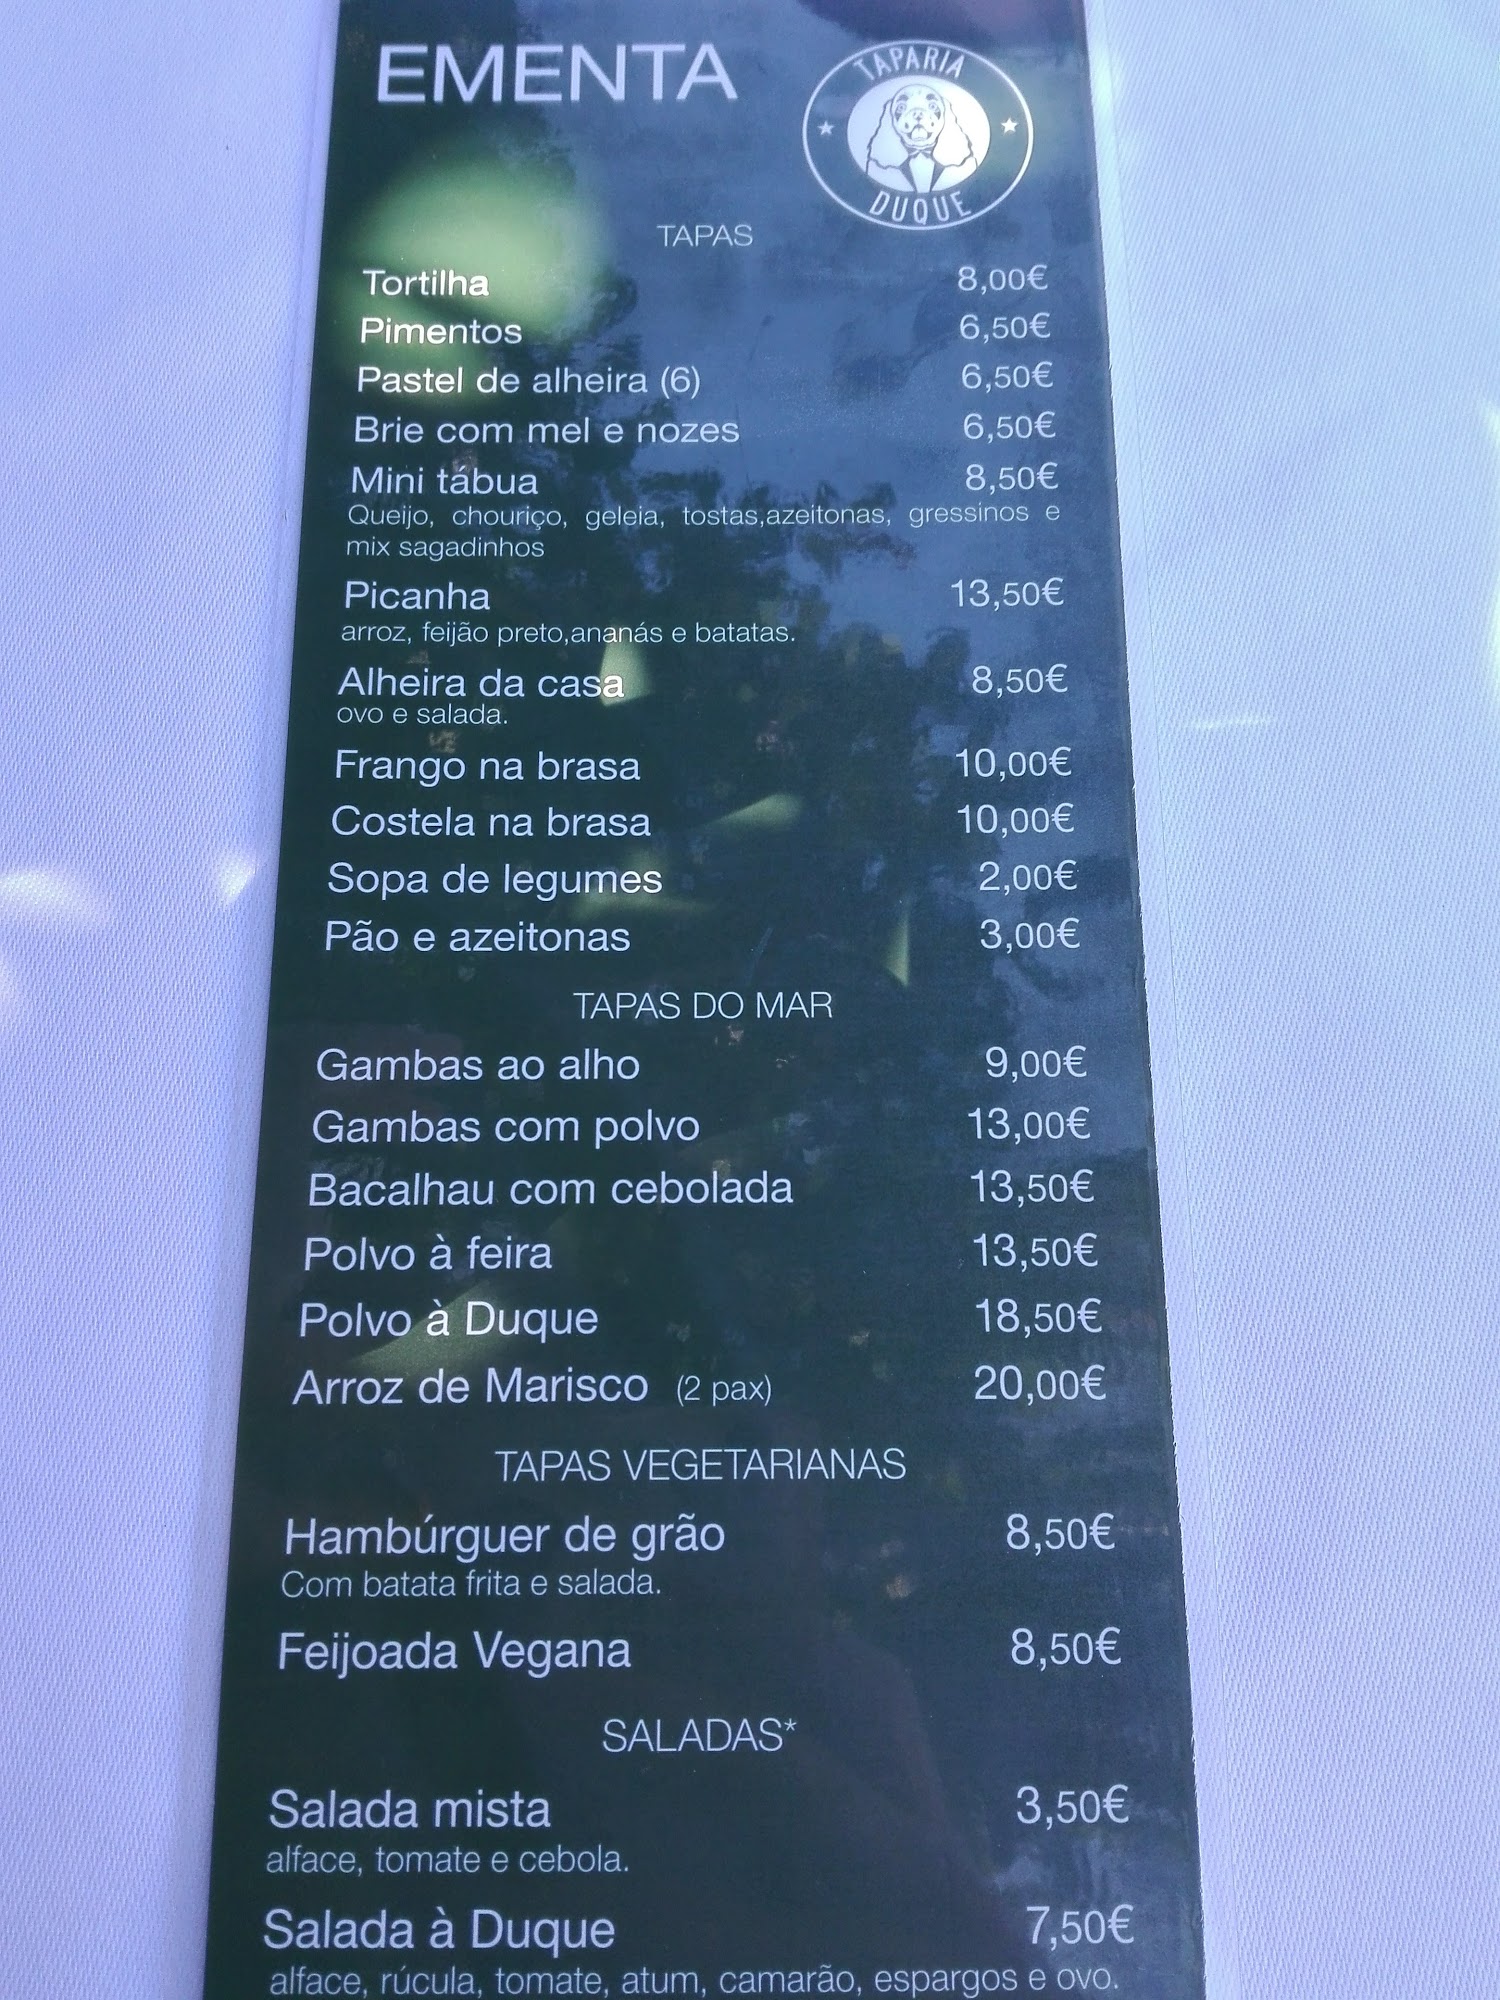 EMENTA
TAPARIA
DUQUE
TAPAS
Tortilha 8,00€
Pimentos 6,50€
Pastel de alheira (6) 6,50€
Brie com mel e nozes 6,50€
Mini tábua 8,50€
Queijo, chouriço, geleia, tostas,azeitonas, gressinos e
mix sagadinhos
Picanha 13,50€
arroz, feijão preto,ananás e batatas.
Alheira da casa 8,50€
ovo e salada.
Frango na brasa 10,00€
Costela na brasa 10,00€
Sopa de legumes 2,00€
Pão e azeitonas 3,00€
TAPAS DO MAR
Gambas ao alho 9,00€
Gambas com polvo 13,00€
Bacalhau com cebolada 13,50€
Polvo à feira 13,50€
Polvo à Duque 18,50€
Arroz de Marisco (2 pax) 20,00€
TAPAS VEGETARIANAS
Hambúrguer de grão 8,50€
Com batata frita e salada.
Feijoada Vegana 8,50€
SALADAS*
Salada mista 3,50€
alface, tomate e cebola.
Salada à Duque 7,50€
alface, rúcula, tomate, atum, camarão, espargos e ovo.